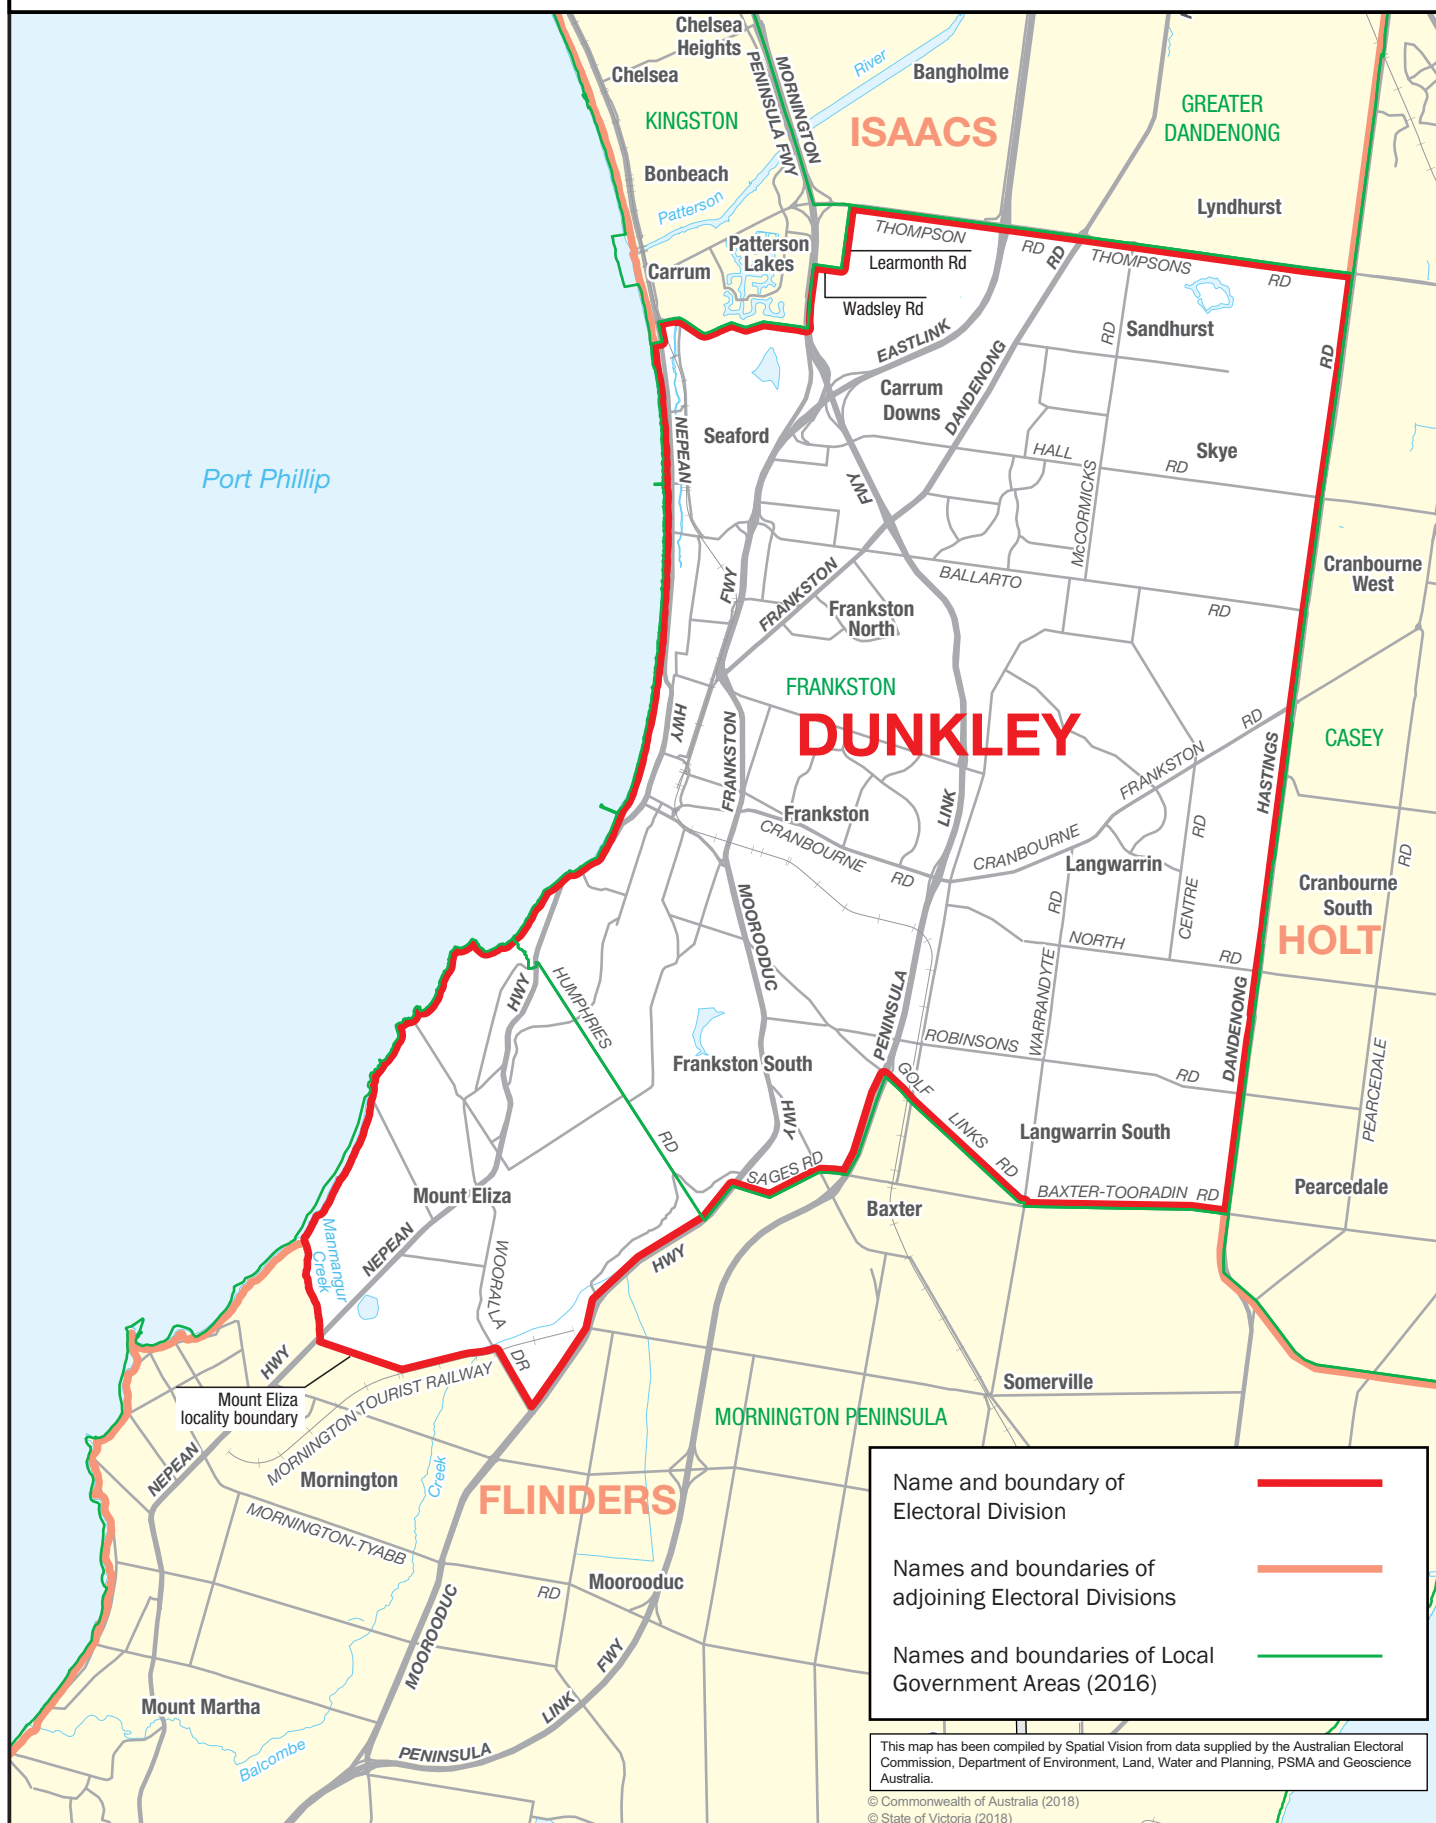 Chelsea
Heights
Chelsea
KINGSTON
Bonbeach
MORNINGTON
PENINSULA FWY
River
Patterson
Bangholme
ISAACS
GREATER
DANDENONG
Lyndhurst
Patterson
Lakes
Carrum
THOMPSON
RD
RD
THOMPSONS
RD
Learmonth Rd
Wadsley Rd
Sandhurst
RD
RD
EASTLINK
Carrum
Downs
DANDENONG
Seaford
NEPEAN
Port Phillip
HALL
RD
Skye
McCORMICKS
FWY
FWY
FRANKSTON
BALLARTO
RD
Cranbourne
West
Frankston
North
FRANKSTON
DUNKLEY
HWY
FRANKSTON
RD
FRANKSTON
HASTINGS
CASEY
LINK
Frankston
CRANBOURNE
RD
CRANBOURNE
Langwarrin
RD
RD
CENTRE
RD
Cranbourne
South
HOLT
MOOROODUC
NORTH
RD
WARRANDYTE
DANDENONG
HWY
HUMPHRIES
PENINSULA
ROBINSONS
RD
PEARCEDALE
Frankston South
HWY
RD
GOLF
LINKS
RD
Langwarrin South
SAGES RD
BAXTER-TOORADIN RD
Pearcedale
Baxter
Mount Eliza
Manmangur
Creek
NEPEAN
WOORALLA
DR
HWY
HWY
Mount Eliza
locality boundary
MORNINGTON TOURIST RAILWAY
Somerville
MORNINGTON PENINSULA
NEPEAN
Mornington
Creek
FLINDERS
MORNINGTON-TYABB
RD
Moorooduc
MOOROODUC
FWY
LINK
PENINSULA
Mount Martha
Balcombe
Name and boundary of
Electoral Division
Names and boundaries of
adjoining Electoral Divisions
Names and boundaries of Local
Government Areas (2016)
This map has been compiled by Spatial Vision from data supplied by the Australian Electoral
Commission, Department of Environment, Land, Water and Planning, PSMA and Geoscience
Australia.
© Commonwealth of Australia (2018)
© State of Victoria (2018)